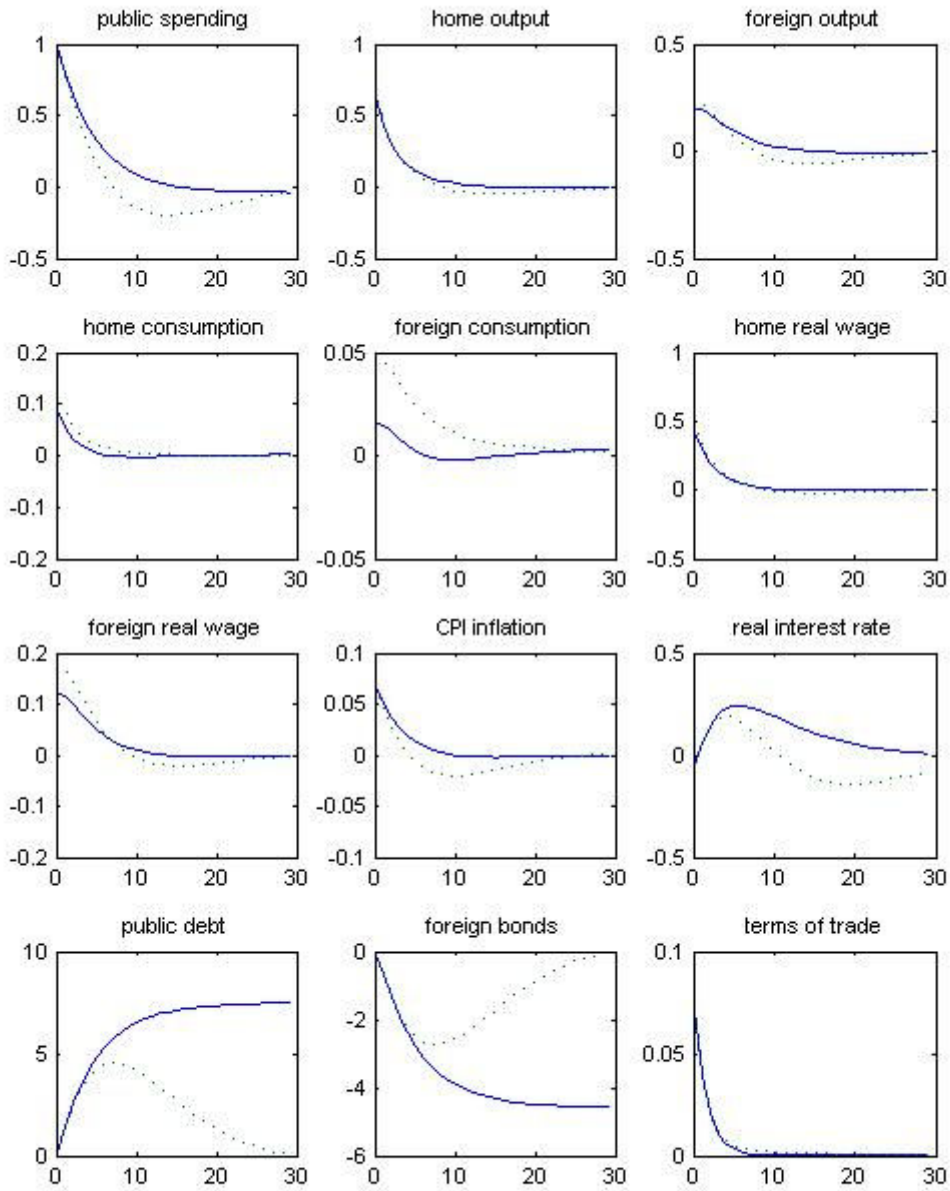 public spending home output foreign output
1 1 0.5
0.5 0.5
0 0 0
-0.5 -0.5 -0.5
0 10 20 30 0 10 20 30 0 10 20 30
home consumption foreign consumption home real wage
0.2 0.05 1
0.1 0.5
0 0
-0.1 0
-0.2 -0.05 -0.5
0 10 20 30 0 10 20 30 0 10 20 30
foreign real wage CPI inflation real interest rate
0.2 0.1 0.5
0.1 0.05
0 0 0
-0.1 -0.05
-0.2 -0.1 -0.5
0 10 20 30 0 10 20 30 0 10 20 30
public debt foreign bonds terms of trade
10 0 0.1
-2
5 0.05
-4
0 -6 0
0 10 20 30 0 10 20 30 0 10 20 30